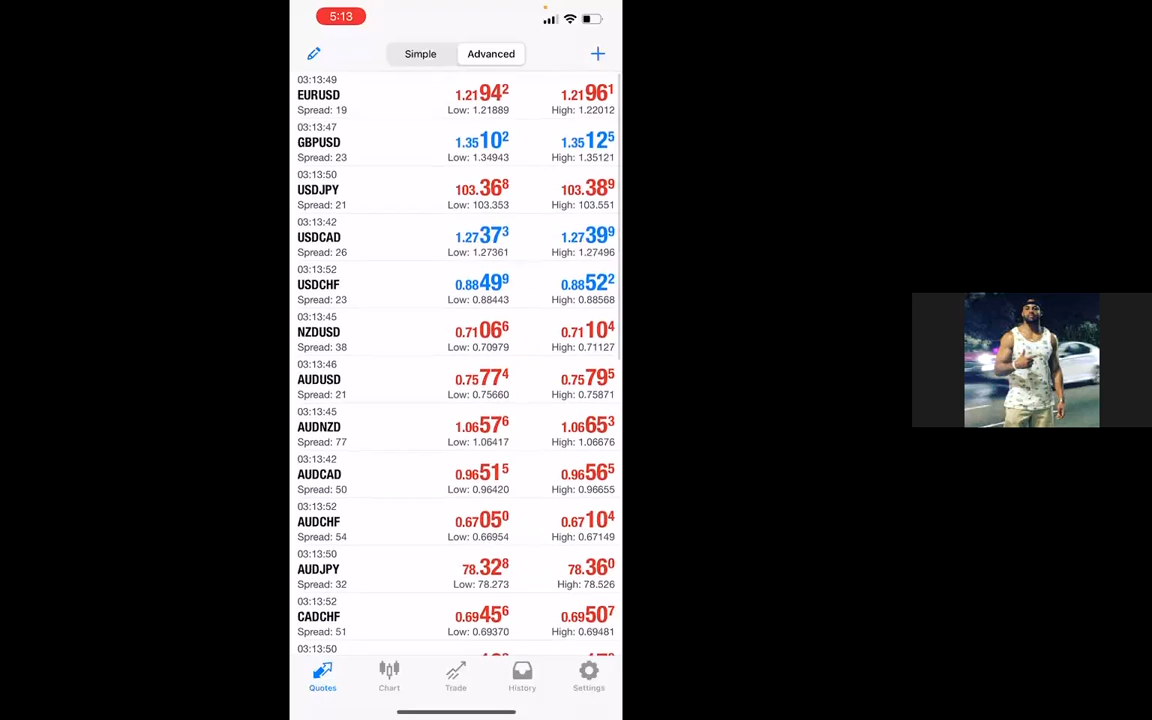 5:13
Simple Advanced
03:13:49
EURUSD 1.21942 1.21961
Spread: 19 Low: 1.21889 High: 1.22012
03:13:47
GBPUSD 1.35102 1.35125
Spread: 23 Low: 1.34943 High: 1.35121
03:13:50
USDJPY 103.368 103.389
Spread: 21 Low: 103.353 High: 103.551
03:13:42
USDCAD 1.27373 1.27399
Spread: 26 Low: 1.27361 High: 1.27496
03:13:52
USDCHF 0.88499 0.88522
Spread: 23 Low: 0.88443 High: 0.88568
03:13:45
NZDUSD 0.71066 0.71104
Spread: 38 Low: 0.70979 High: 0.71127
03:13:46
AUDUSD 0.75774 0.75795
Spread: 21 Low: 0.75660 High: 0.75871
03:13:45
AUDNZD 1.06576 1.06653
Spread: 77 Low: 1.06417 High: 1.06676
03:13:42
AUDCAD 0.96515 0.96565
Spread: 50 Low: 0.96420 High: 0.96655
03:13:52
AUDCHF 0.67050 0.67104
Spread: 54 Low: 0.66954 High: 0.67149
03:13:50
AUDJPY 78.328 78.360
Spread: 32 Low: 78.273 High: 78.526
03:13:52
CADCHF 0.69456 0.69507
Spread: 51 Low: 0.69370 High: 0.69481
03:13:50
Quotes Chart Trade History Settings